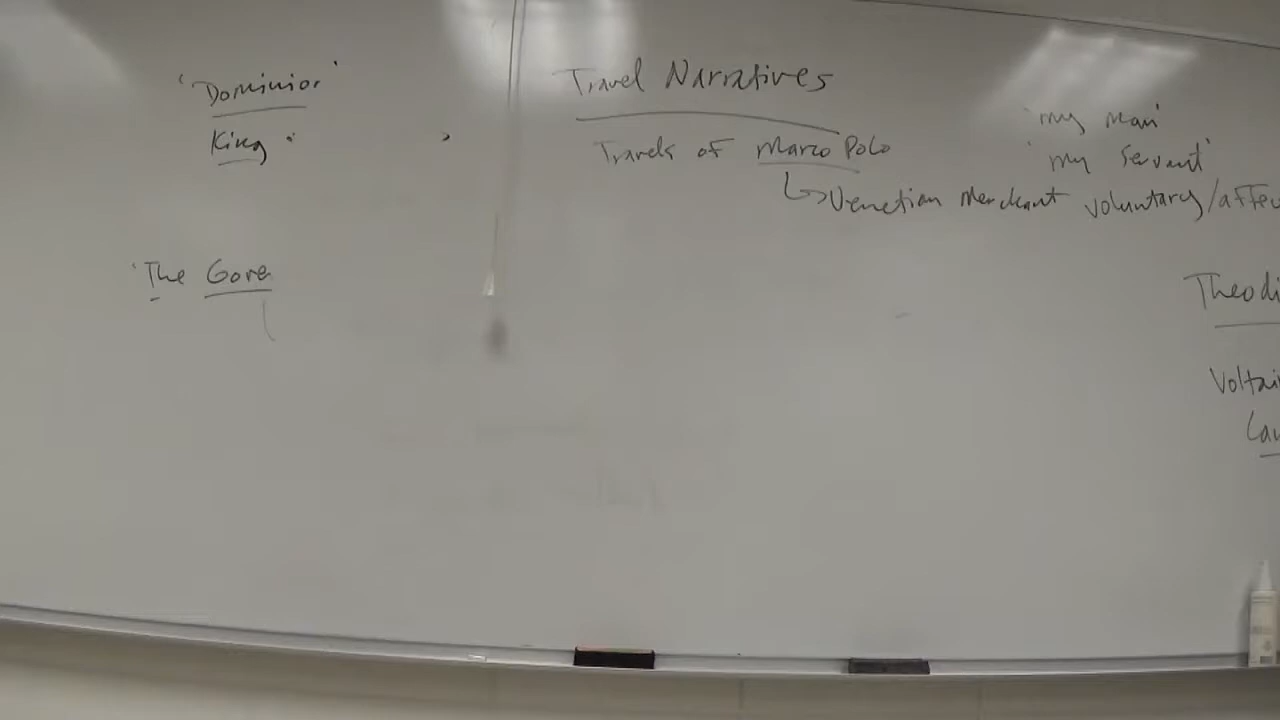 'Dominion'
King'
'The Gore
Travel Narratives
Travels of Marco Polo
↳ Venetian Merchant
'my man'
'my servant'
voluntary/affec
Theodi
Voltai